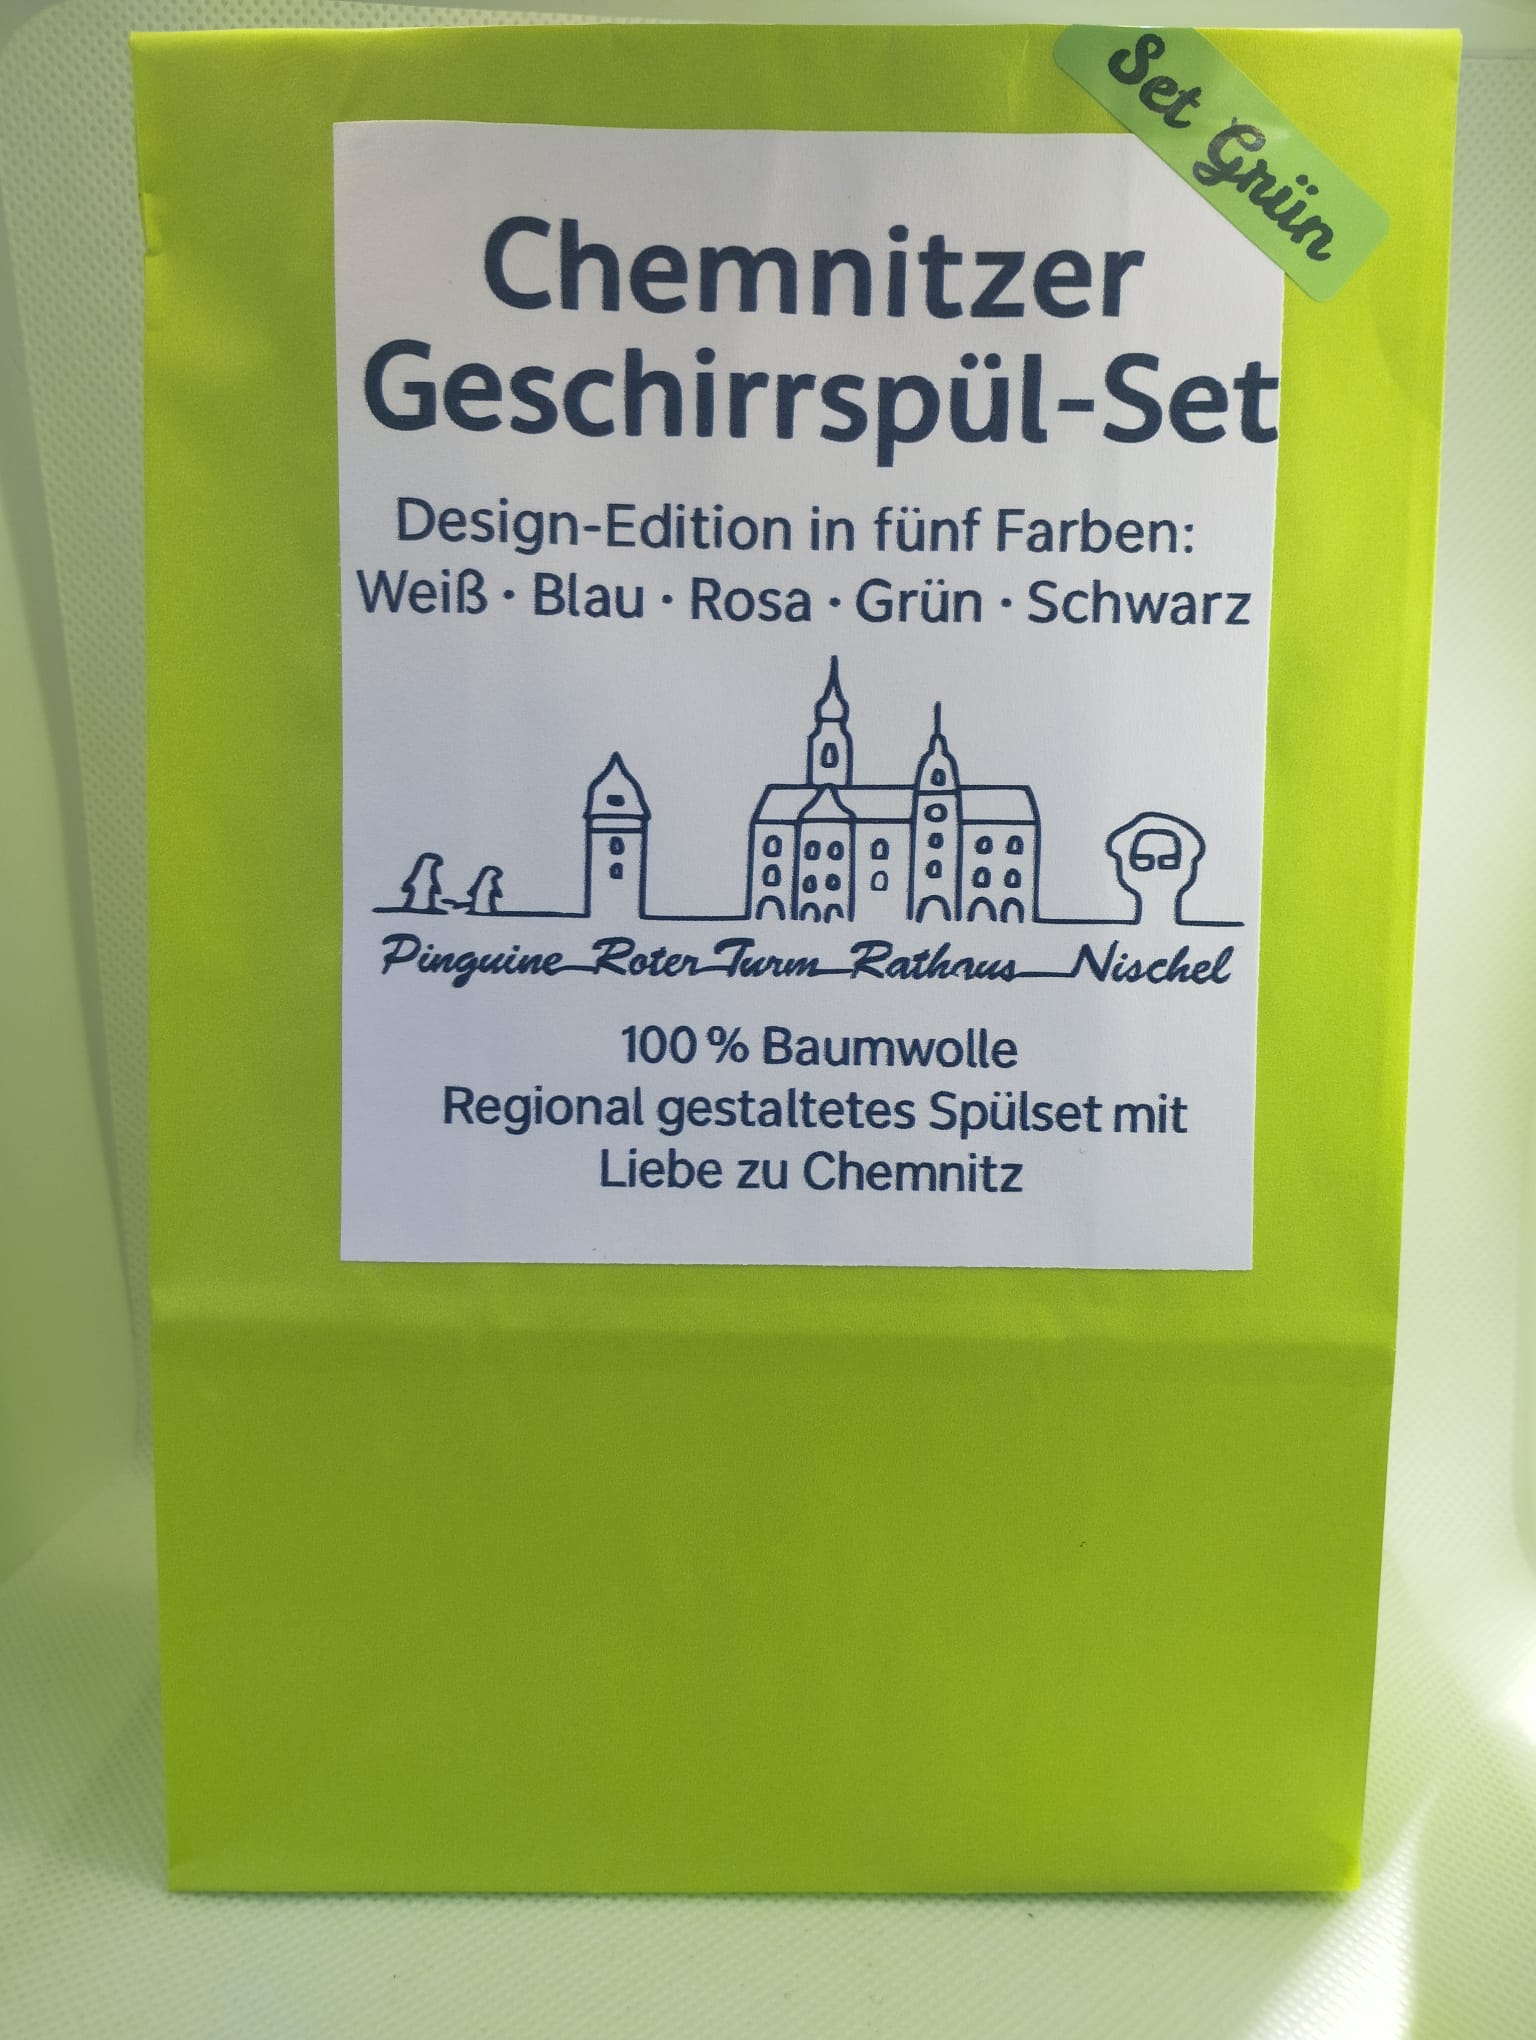 Set Grün
Chemnitzer
Geschirrspül-Set
Design-Edition in fünf Farben:
Weiß · Blau · Rosa · Grün · Schwarz
Pinguine Roter Turm Rathaus Nischel
100 % Baumwolle
Regional gestaltetes Spülset mit
Liebe zu Chemnitz